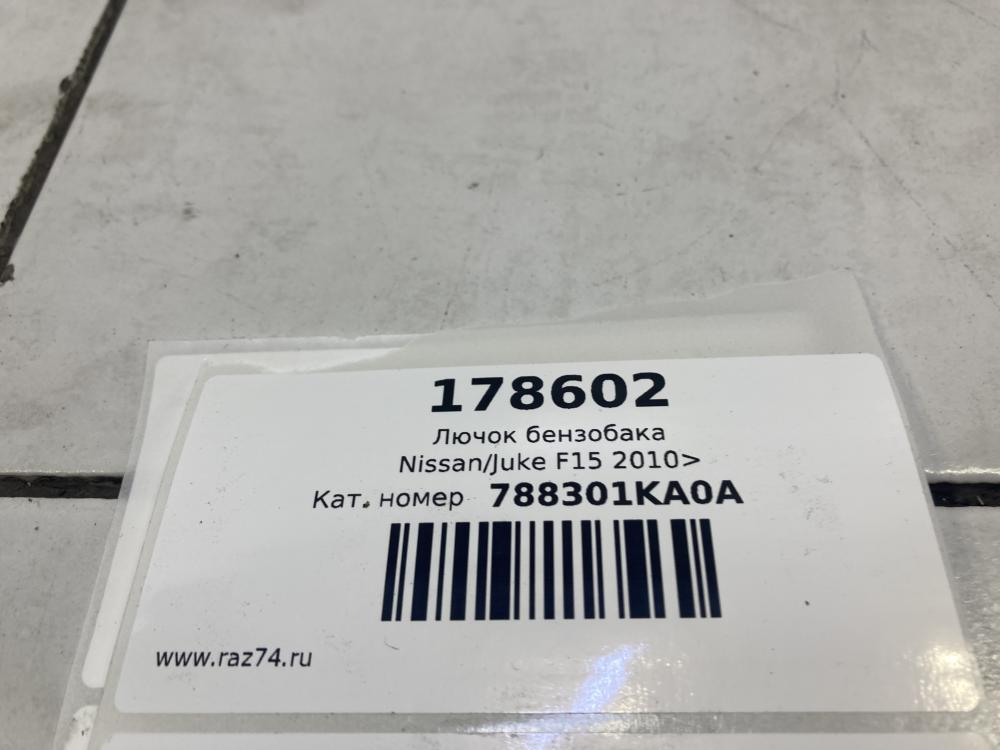 178602
Лючок бензобака
Nissan/Juke F15 2010>
Кат. номер 788301KA0A
www.raz74.ru